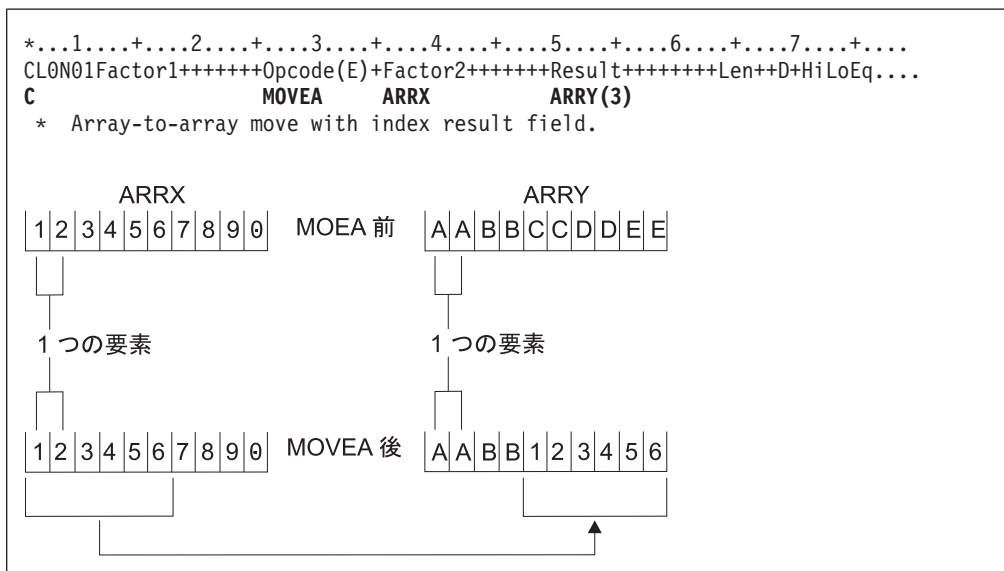 *...1....+....2....+....3....+....4....+....5....+....6....+....7....+....
CL0N01Factor1+++++++Opcode(E)+Factor2+++++++Result++++++++Len++D+HiLoEq....
C                   MOVEA     ARRX          ARRY(3)
 *  Array-to-array move with index result field.
ARRX ARRY
1 2 3 4 5 6 7 8 9 0 MOEA 前 A A B B C C D D E E
1 つの要素 1 つの要素
1 2 3 4 5 6 7 8 9 0 MOVEA 後 A A B B 1 2 3 4 5 6